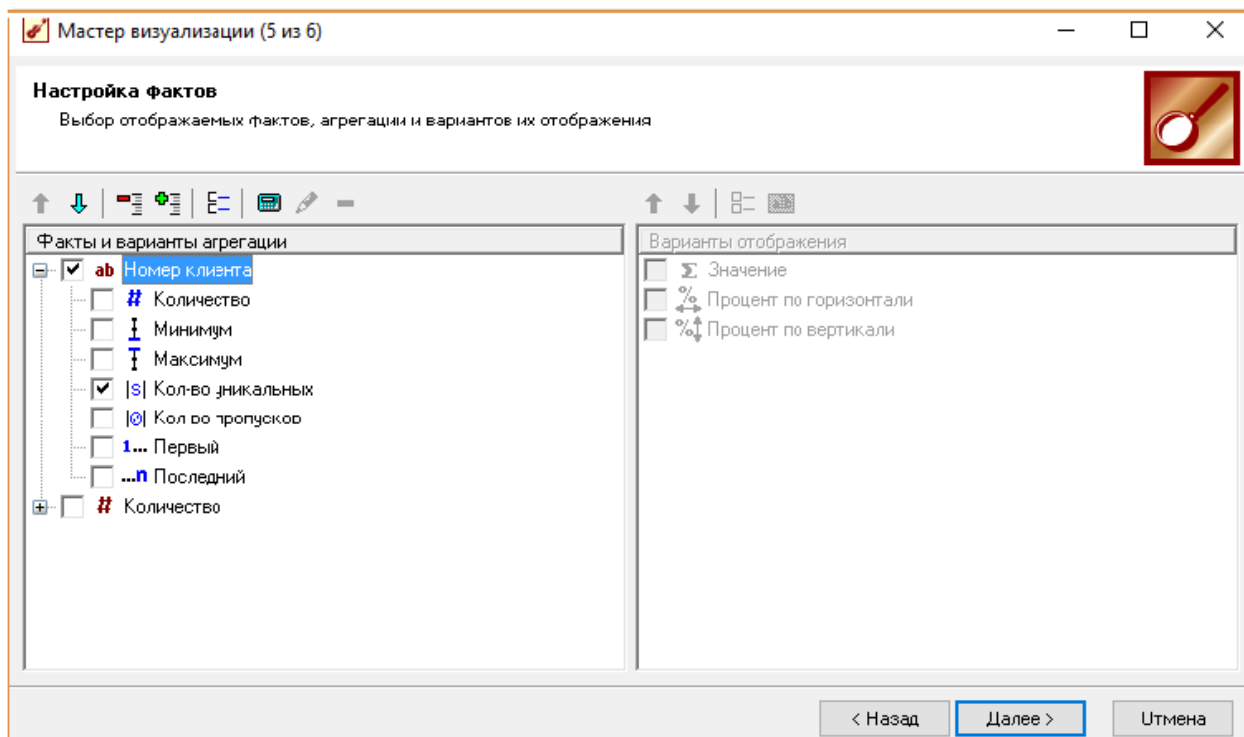 Мастер визуализации (5 из 6)
Настройка фактов
Выбор отображаемых фактов, агрегации и вариантов их отображения
Факты и варианты агрегации
ab Номер клиента
# Количество
Минимум
Максимум
|s| Кол-во уникальных
|0| Кол-во пропусков
1... Первый
...n Последний
# Количество
Варианты отображения
Σ Значение
% Процент по горизонтали
% Процент по вертикали
< Назад
Далее >
Отмена